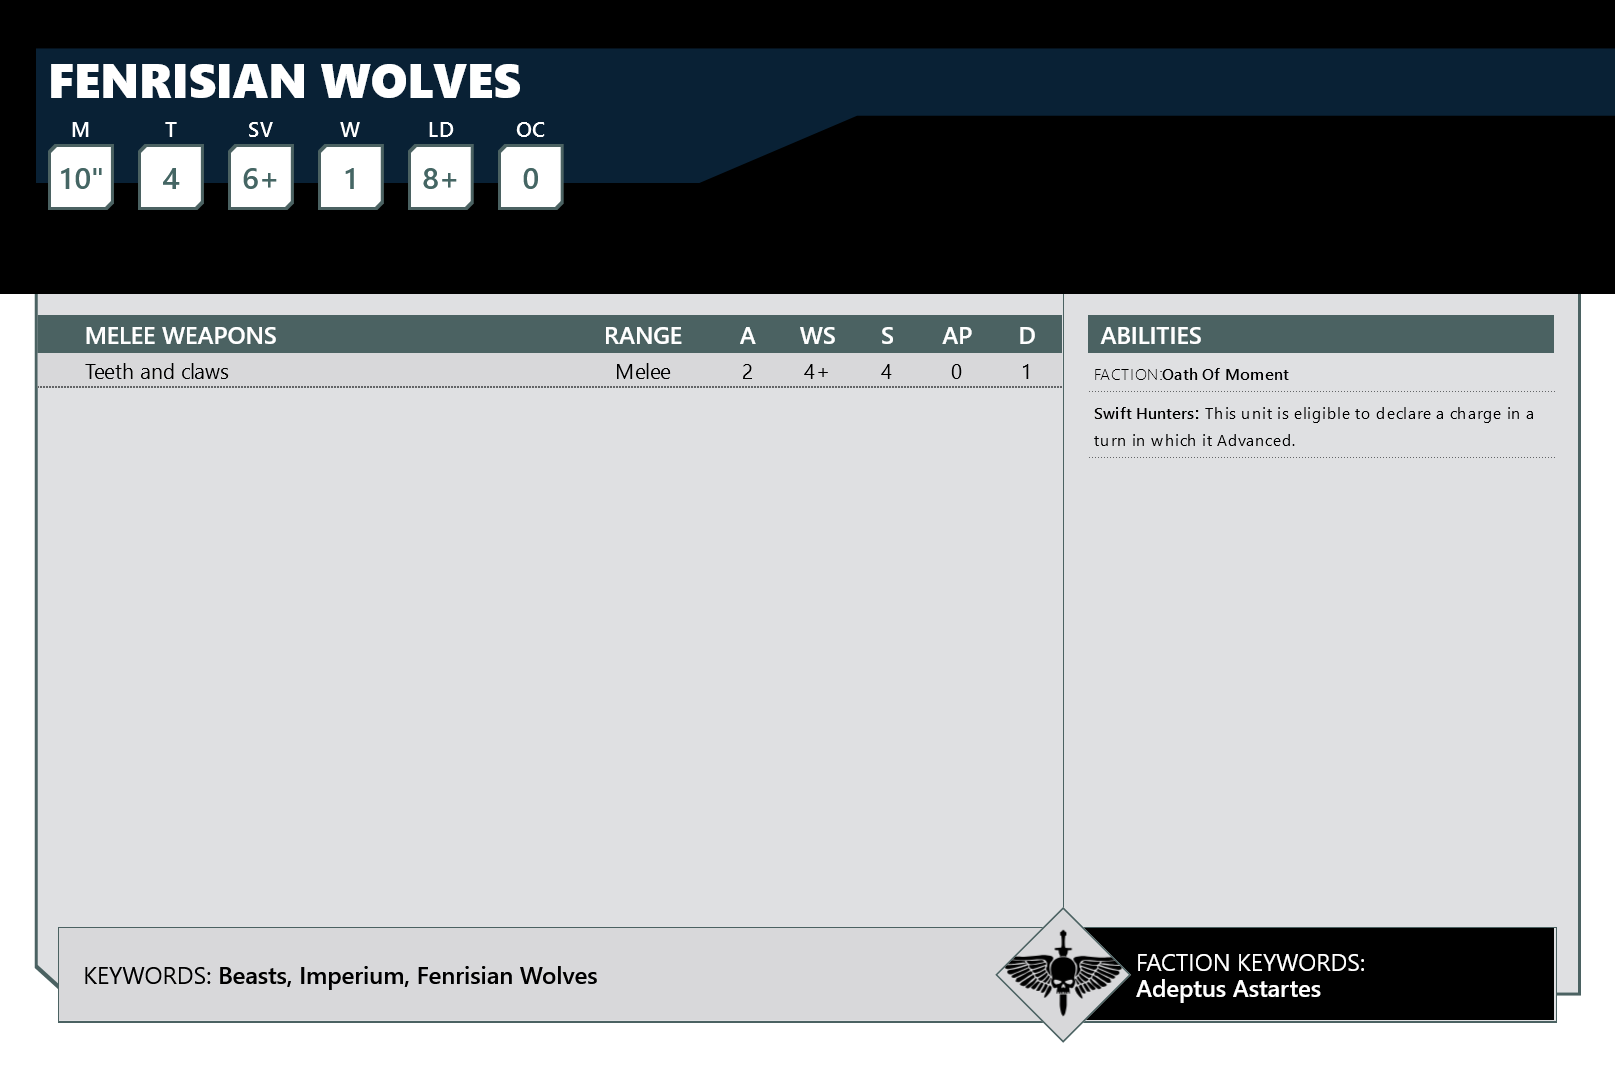 FENRISIAN WOLVES
M T SV W LD OC
10" 4 6+ 1 8+ 0
MELEE WEAPONS RANGE A WS S AP D
Teeth and claws Melee 2 4+ 4 0 1
ABILITIES
FACTION:Oath Of Moment
Swift Hunters: This unit is eligible to declare a charge in a
turn in which it Advanced.
KEYWORDS: Beasts, Imperium, Fenrisian Wolves
FACTION KEYWORDS:
Adeptus Astartes